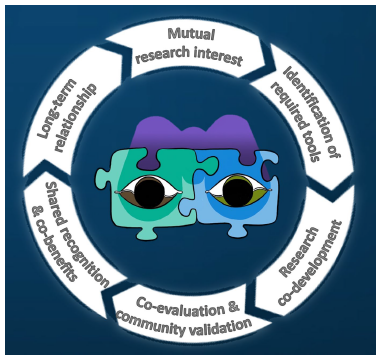 Mutual
research interest
Identification of
required tools
Research
co-development
Co-evaluation &
community validation
Shared recognition
& co-benefits
Long-term
relationship